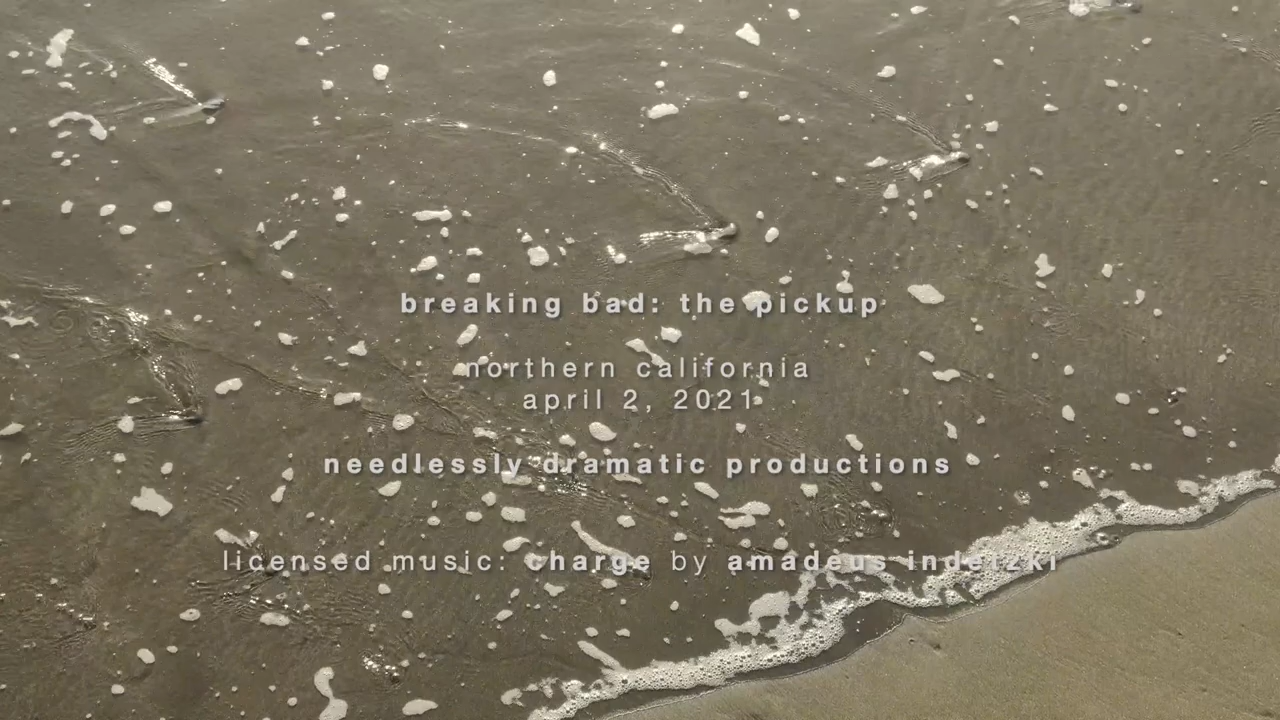 breaking bad: the pickup
northern california
april 2, 2021
needlessly dramatic productions
licensed music: charge by amadeus indetzki